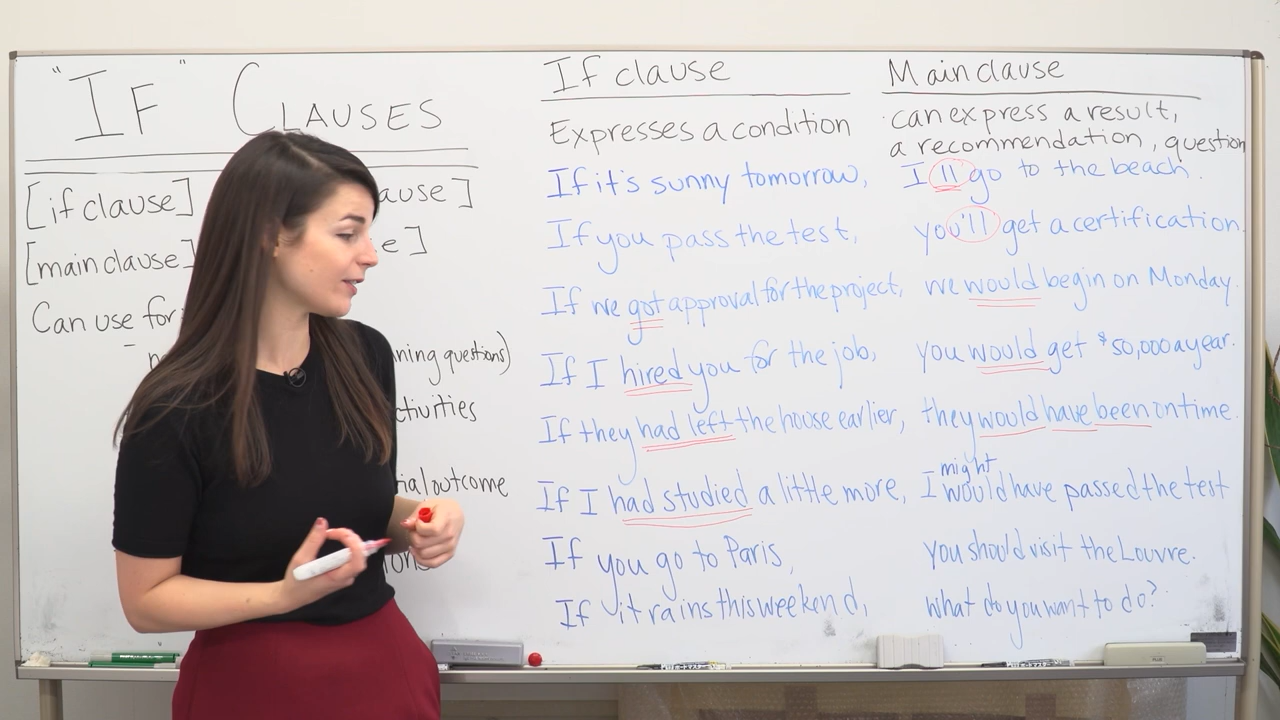 "IF" CLAUSES
[if clause] ause]
[main clause] e]
Can use for
ning questions)
ctivities
ial outcome
ions
If clause
Expresses a condition
If it's sunny tomorrow,
If you pass the test,
If we got approval for the project,
If I hired you for the job,
If they had left the house earlier,
If I had studied a little more,
If you go to Paris,
If it rains this weekend,
Main clause
can express a result,
a recommendation, question
I'll go to the beach.
you'll get a certification.
we would begin on Monday.
you would get $50,000 a year.
they would have been on time.
might
I would have passed the test
you should visit the Louvre.
what do you want to do?